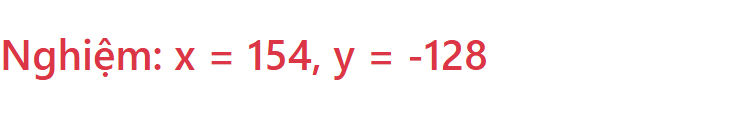 Nghiệm: x = 154, y = -128